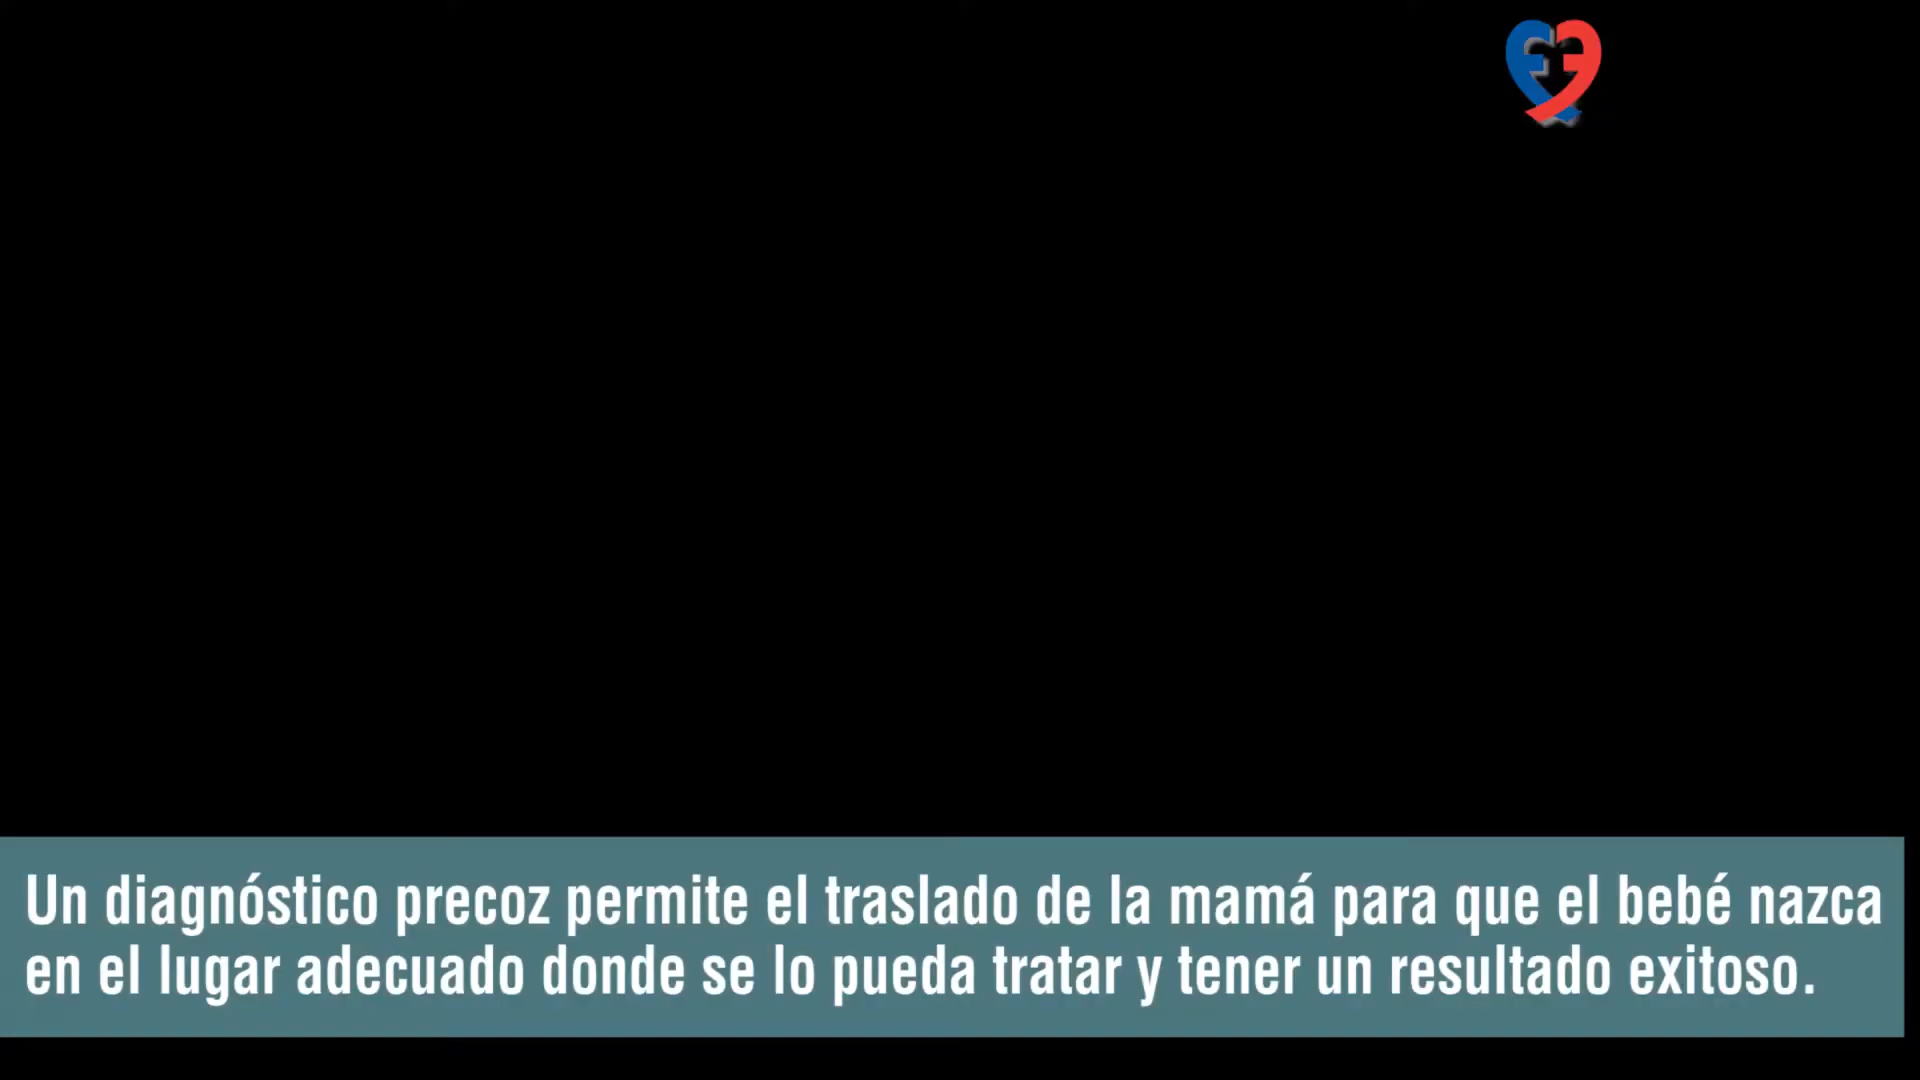 Un diagnóstico precoz permite el traslado de la mamá para que el bebé nazca
en el lugar adecuado donde se lo pueda tratar y tener un resultado exitoso.